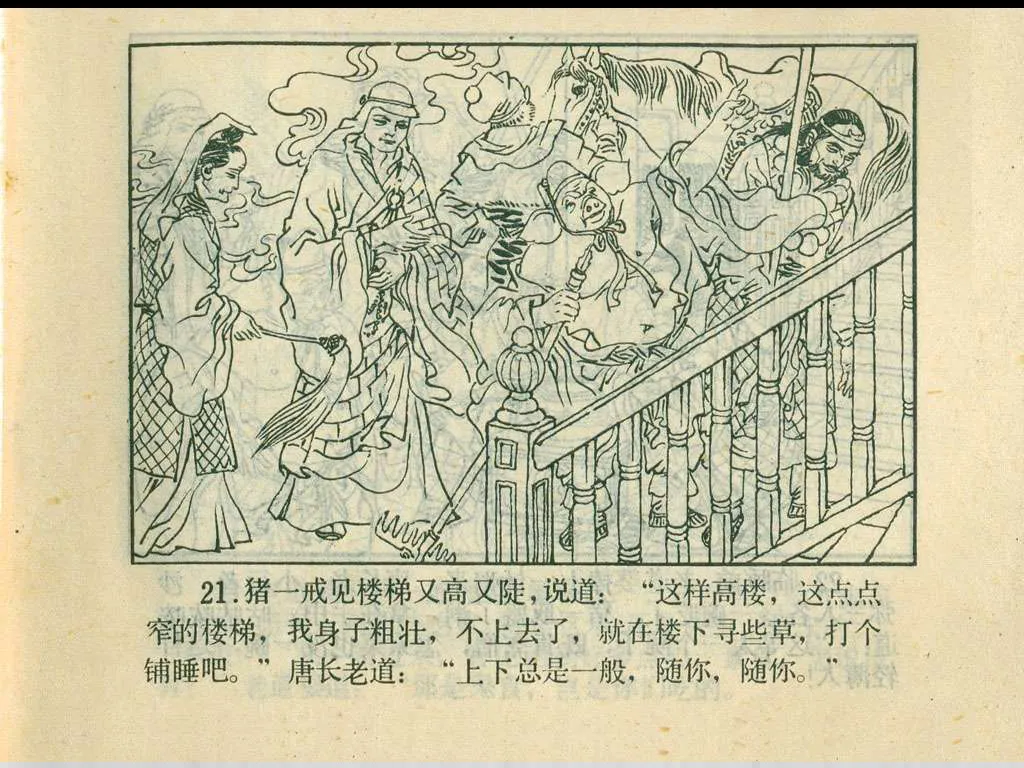 21.猪一戒见楼梯又高又陡，说道：“这样高楼，这点点
窄的楼梯，我身子粗壮，不上去了，就在楼下寻些草，打个
铺睡吧。”唐长老道：“上下总是一般，随你，随你。”